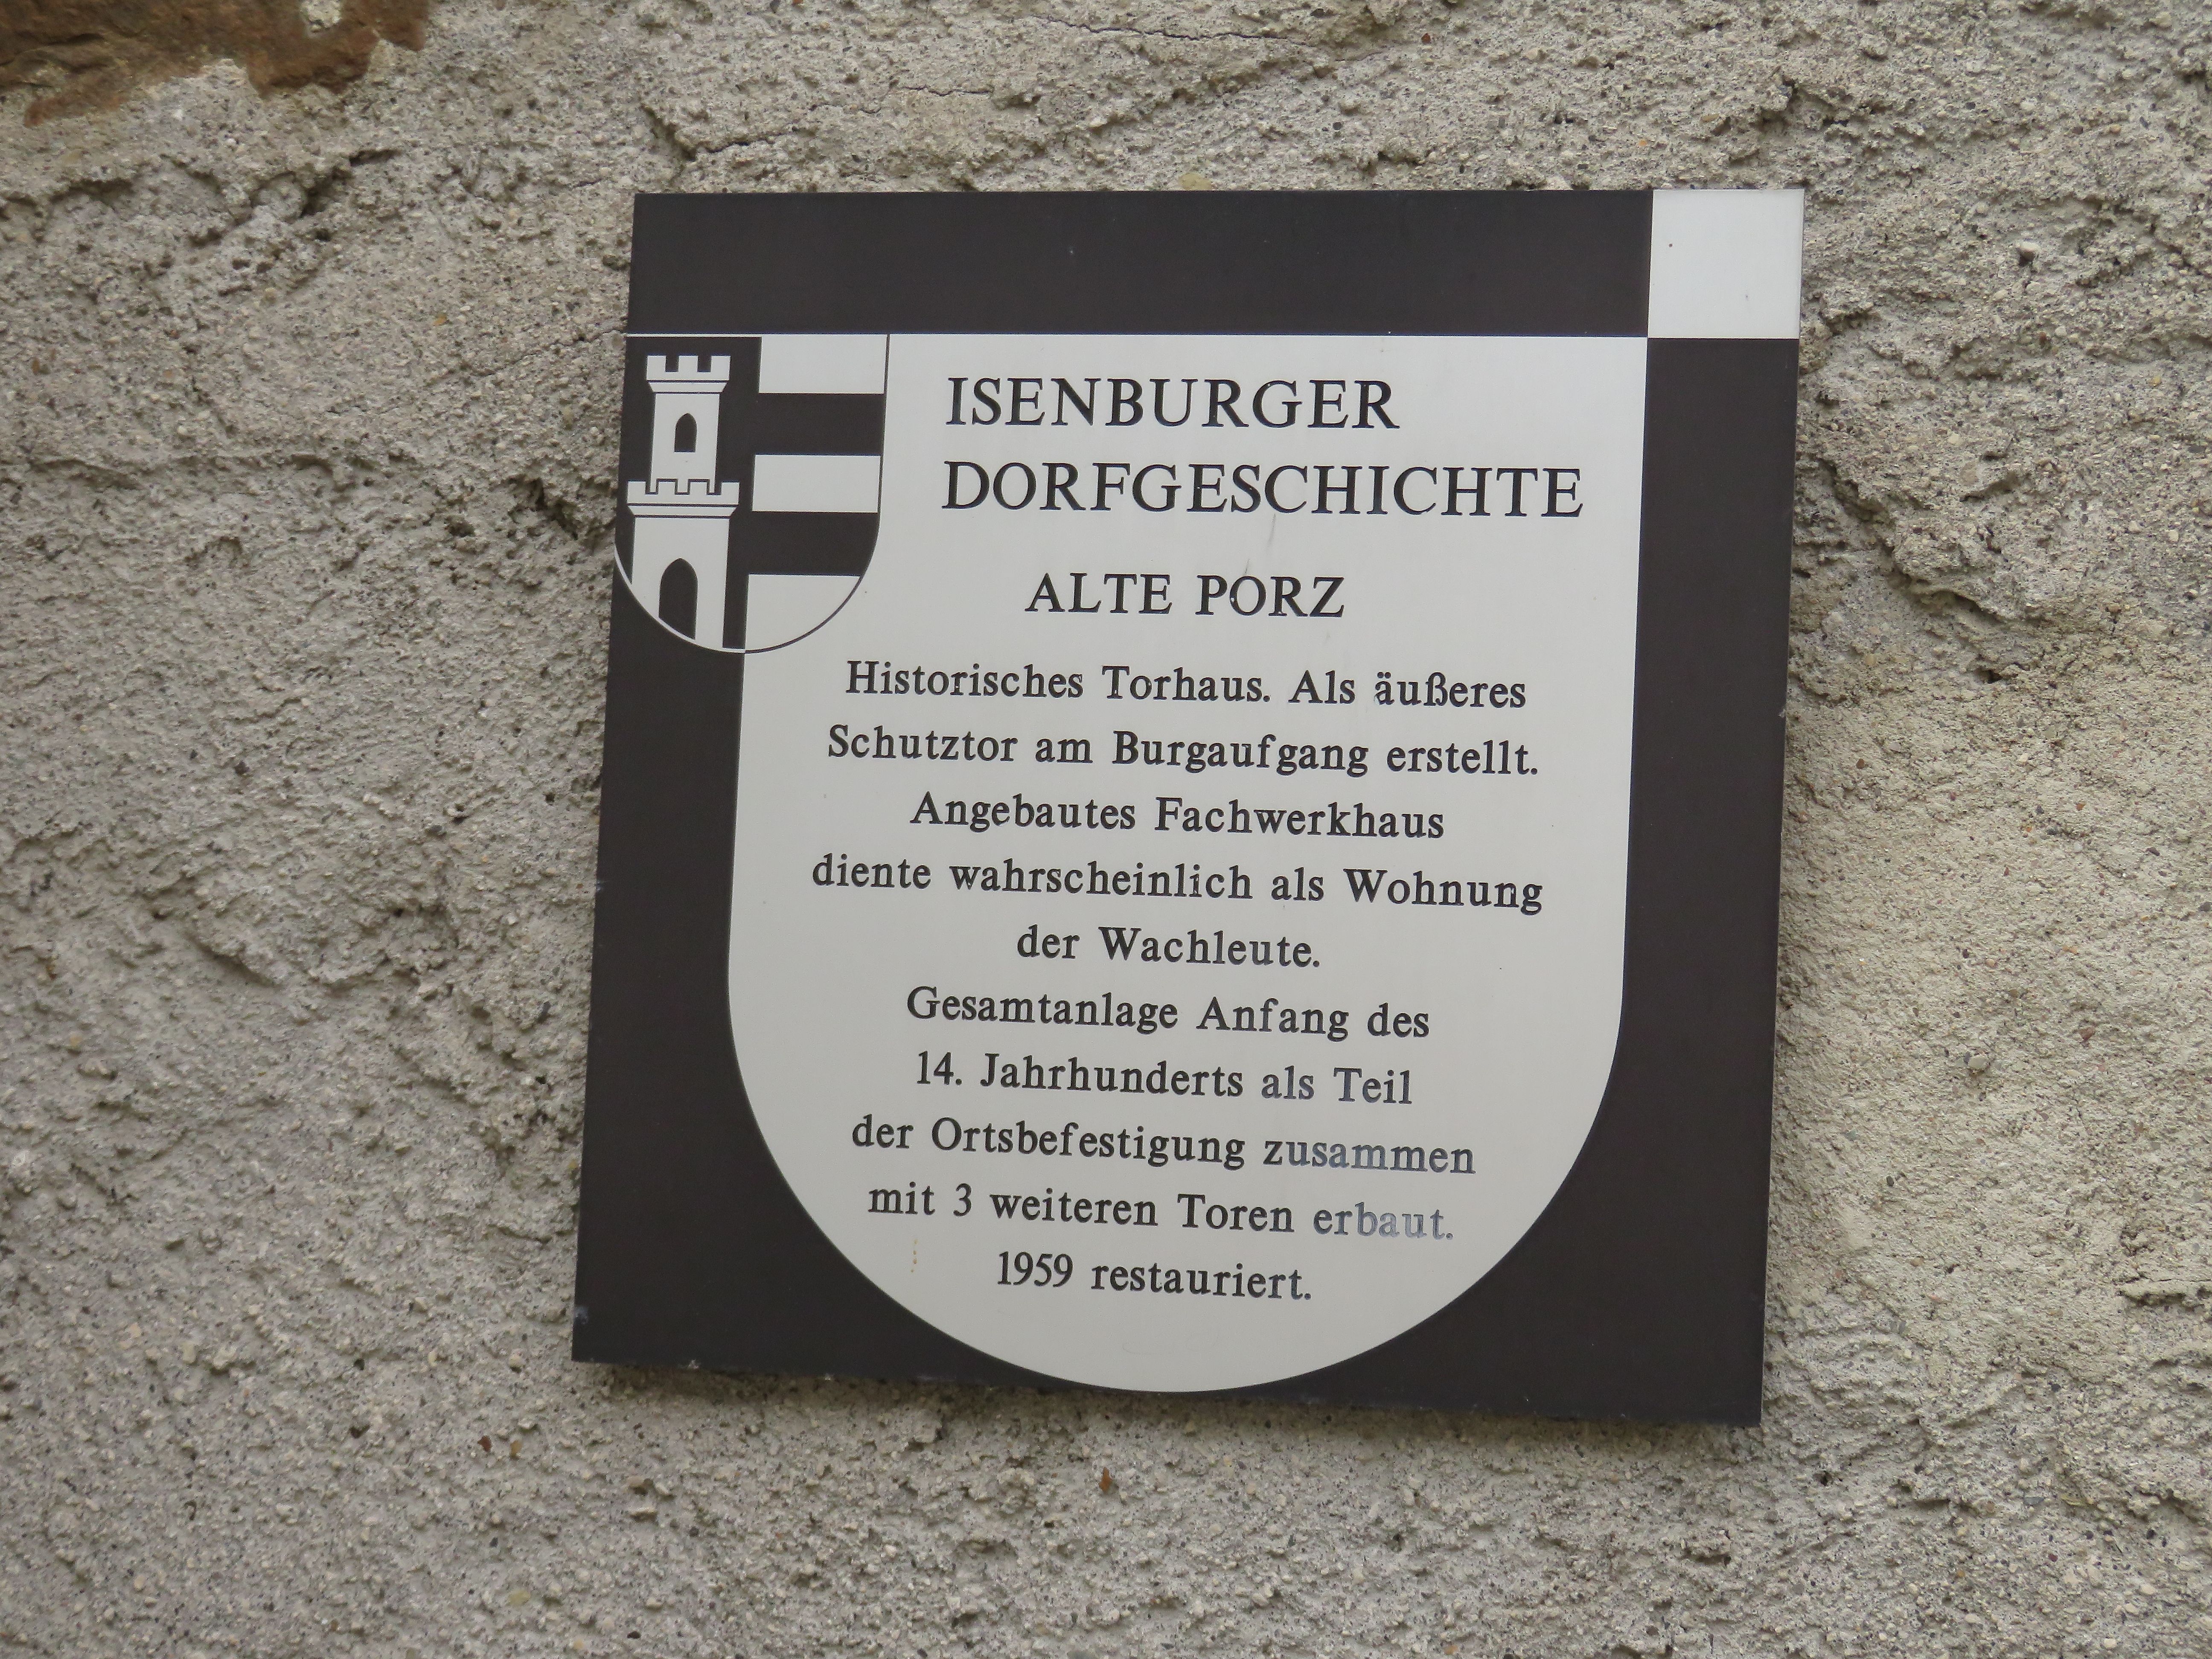 ISENBURGER
DORFGESCHICHTE
ALTE PORZ
Historisches Torhaus. Als äußeres
Schutztor am Burgaufgang erstellt.
Angebautes Fachwerkhaus
diente wahrscheinlich als Wohnung
der Wachleute.
Gesamtanlage Anfang des
14. Jahrhunderts als Teil
der Ortsbefestigung zusammen
mit 3 weiteren Toren erbaut.
1959 restauriert.